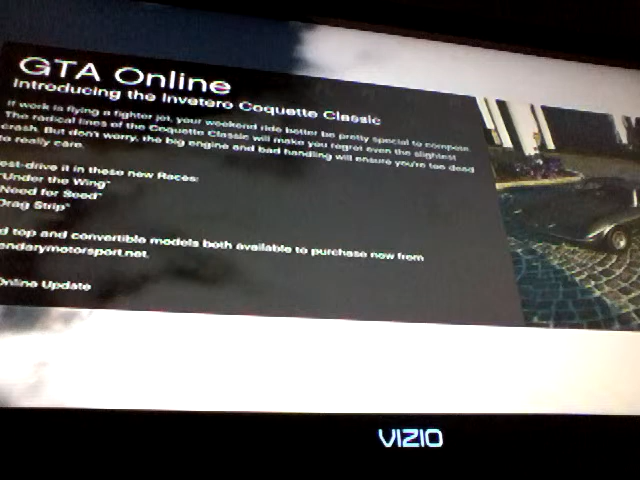 GTA Online
Introducing the Invetero Coquette Classic
If work is flying a fighter jet, your weekend ride better be pretty special to compete.
The radical lines of the Coquette Classic will make you regret even the slightest
crash. But don't worry, the big engine and bad handling will ensure you're too dead
to really care.
est-drive it in these new Races:
"Under the Wing"
Need for Seed"
Drag Strip"
d top and convertible models both available to purchase now from
endarymotorsport.net.
Online Update
VIZIO